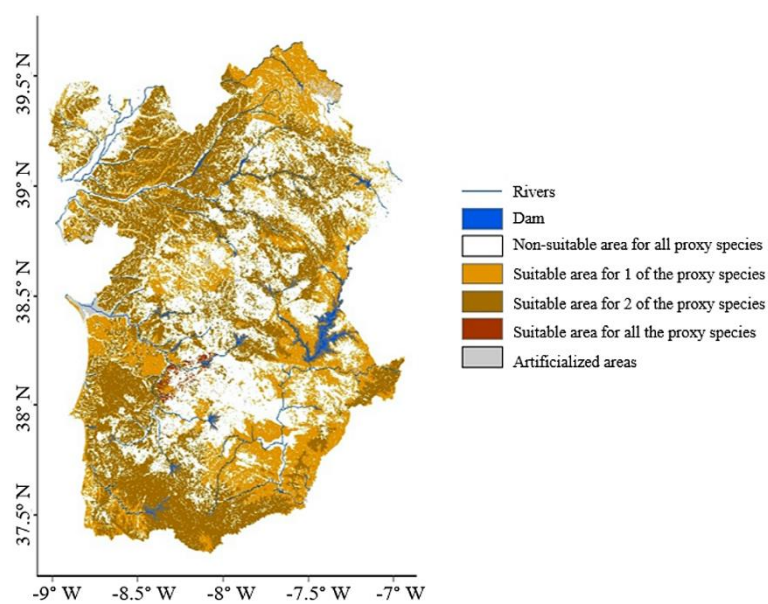 39.5° N
39° N
38.5° N
38° N
37.5° N
-9° W
-8.5° W
-8° W
-7.5° W
-7° W
Rivers
Dam
Non-suitable area for all proxy species
Suitable area for 1 of the proxy species
Suitable area for 2 of the proxy species
Suitable area for all the proxy species
Artificialized areas